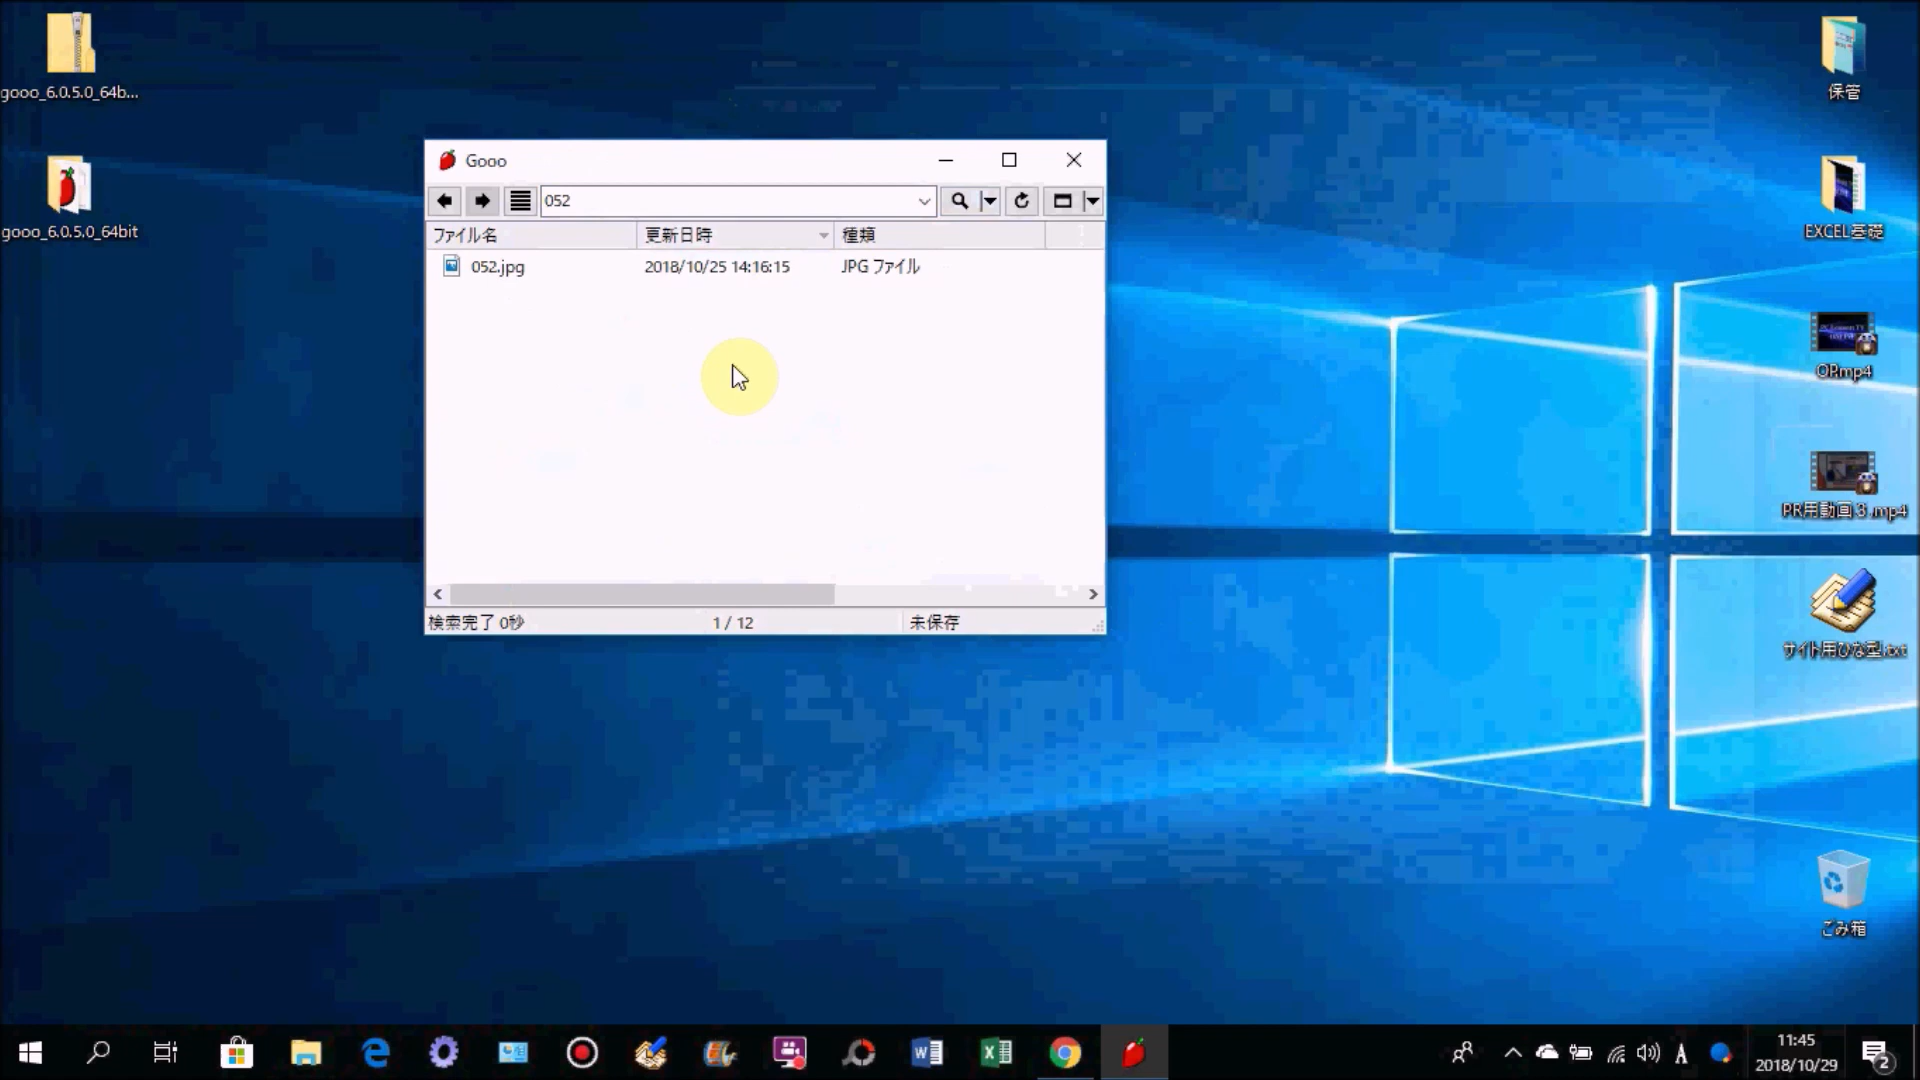 gooo_6.0.5.0_64b...
gooo_6.0.5.0_64bit
Gooo
052
ファイル名 更新日時 種類
052.jpg 2018/10/25 14:16:15 JPG ファイル
検索完了 0秒 1 / 12 未保存
保管
EXCEL基礎
OP.mp4
PR用動画３.mp4
サイト用ひな型.txt
ごみ箱
A
11:45
2018/10/29
2